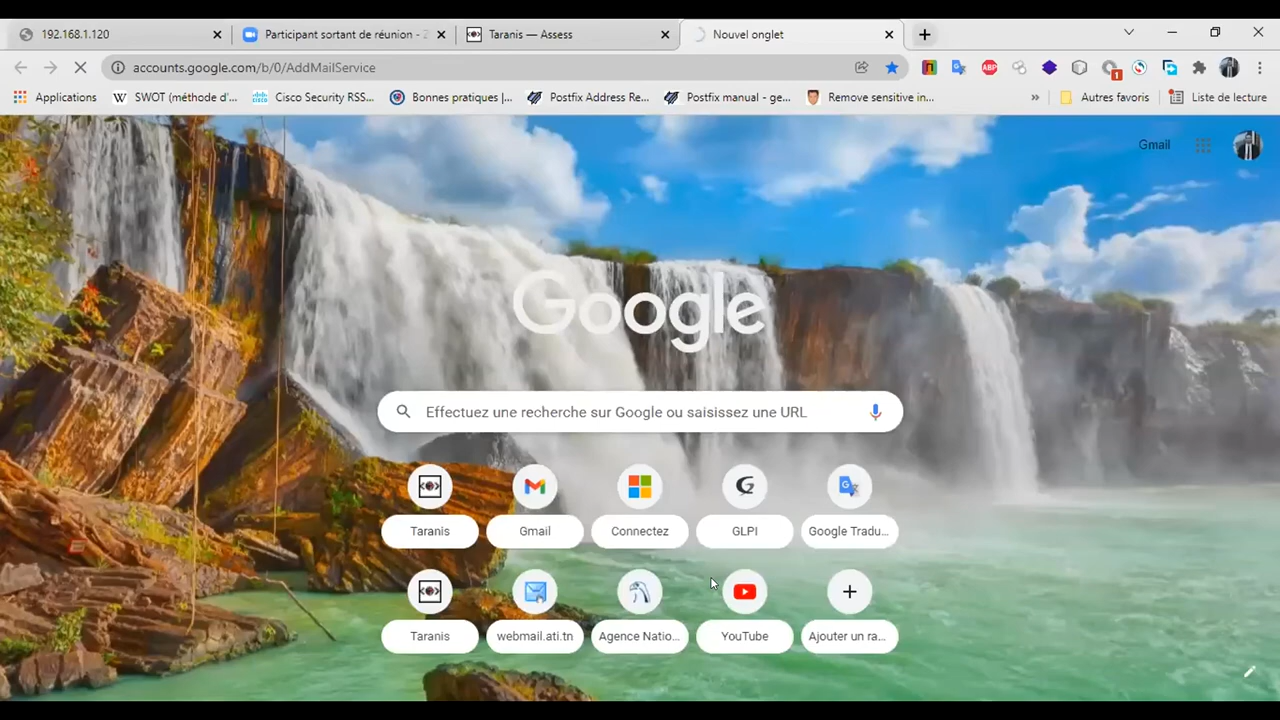 192.168.1.120
Participant sortant de réunion - Z
Taranis — Assess
Nouvel onglet
accounts.google.com/b/0/AddMailService
ABP
1
Applications
SWOT (méthode d'...
Cisco Security RSS...
Bonnes pratiques |...
Postfix Address Re...
Postfix manual - ge...
Remove sensitive in...
»
Autres favoris
Liste de lecture
Gmail
Google
Effectuez une recherche sur Google ou saisissez une URL
Taranis
Gmail
Connectez
GLPI
Google Tradu...
Taranis
webmail.ati.tn
Agence Natio...
YouTube
Ajouter un ra...